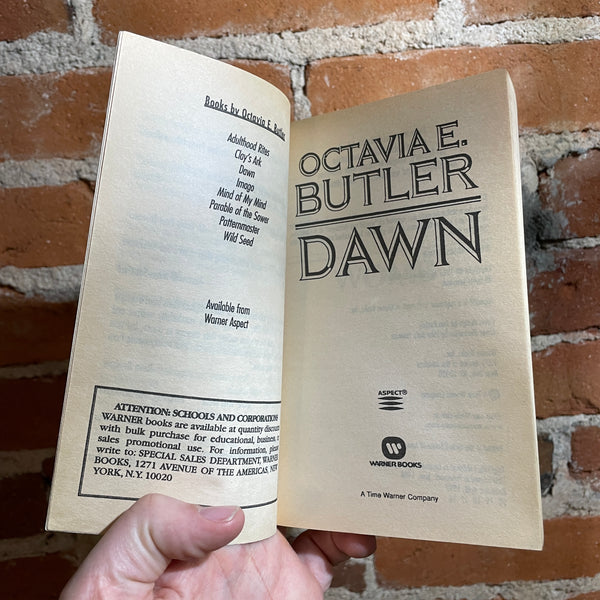 Books by Octavia E. Butler
Adulthood Rites
Clay's Ark
Dawn
Imago
Mind of My Mind
Parable of the Sower
Patternmaster
Wild Seed
Available from
Warner Aspect
ATTENTION: SCHOOLS AND CORPORATIONS
WARNER books are available at quantity discounts
with bulk purchase for educational, business, or
sales promotional use. For information, please
write to: SPECIAL SALES DEPARTMENT, WARNER
BOOKS, 1271 AVENUE OF THE AMERICAS, NEW
YORK, N.Y. 10020
OCTAVIA E.
BUTLER
DAWN
ASPECT®
WARNER BOOKS
A Time Warner Company